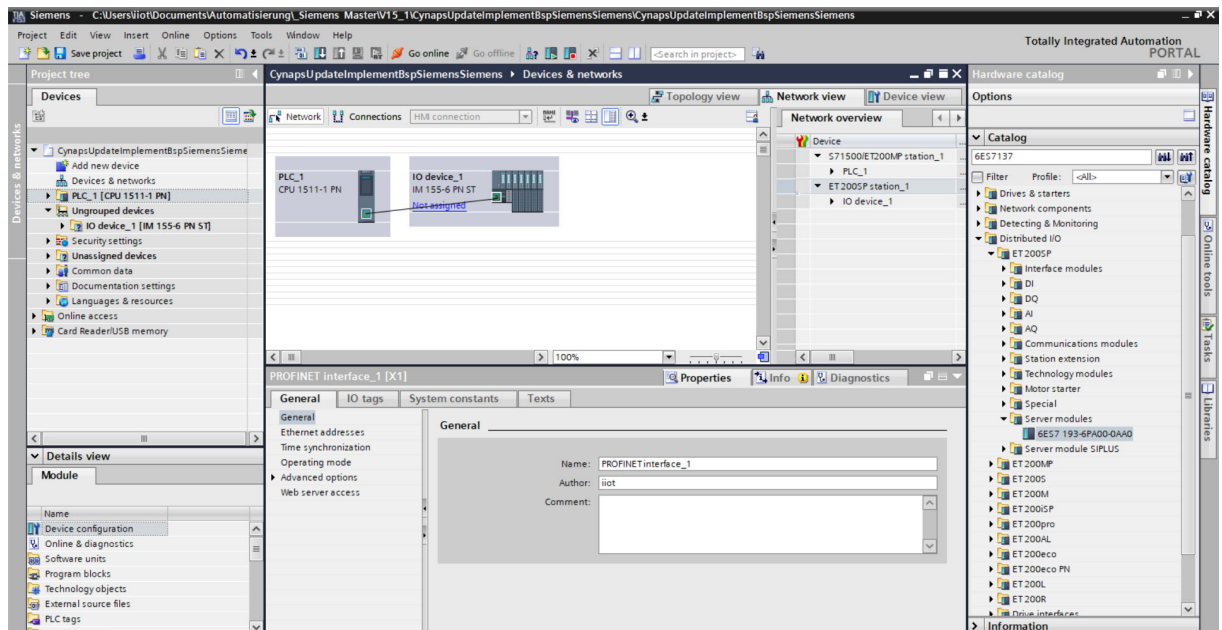 Siemens - C:\Users\iiot\Documents\Automatisierung\_Siemens Master\V15_1\CynapsUpdateImplementBspSiemensSiemens\CynapsUpdateImplementBspSiemensSiemens
Project Edit View Insert Online Options Tools Window Help
Totally Integrated Automation
PORTAL
Save project Go online Go offline <Search in project>
Project tree
Devices
Devices & networks
CynapsUpdateImplementBspSiemensSieme
Add new device
Devices & networks
PLC_1 [CPU 1511-1 PN]
Ungrouped devices
IO device_1 [IM 155-6 PN ST]
Security settings
Unassigned devices
Common data
Documentation settings
Languages & resources
Online access
Card Reader/USB memory
Details view
Module
Name
Device configuration
Online & diagnostics
Software units
Program blocks
Technology objects
External source files
PLC tags
CynapsUpdateImplementBspSiemensSiemens Devices & networks
Topology view Network view Device view
Network Connections HMI connection
PLC_1
CPU 1511-1 PN
IO device_1
IM 155-6 PN ST
Not assigned
100%
Network overview
Device
S71500/ET200MP station_1
PLC_1
ET 200SP station_1
IO device_1
PROFINET interface_1 [X1]
Properties Info Diagnostics
General IO tags System constants Texts
General
Ethernet addresses
Time synchronization
Operating mode
Advanced options
Web server access
General
Name: PROFINET interface_1
Author: iiot
Comment:
Hardware catalog
Options
Catalog
6ES7137
Filter Profile: <All>
Drives & starters
Network components
Detecting & Monitoring
Distributed I/O
ET 200SP
Interface modules
DI
DQ
AI
AQ
Communications modules
Station extension
Technology modules
Motor starter
Special
Server modules
6ES7 193-6PA00-0AA0
Server module SIPLUS
ET 200MP
ET 200S
ET 200M
ET 200iSP
ET 200pro
ET 200AL
ET 200eco
ET 200eco PN
ET 200L
ET 200R
Drive interfaces
Information
Hardware catalog
Online tools
Tasks
Libraries